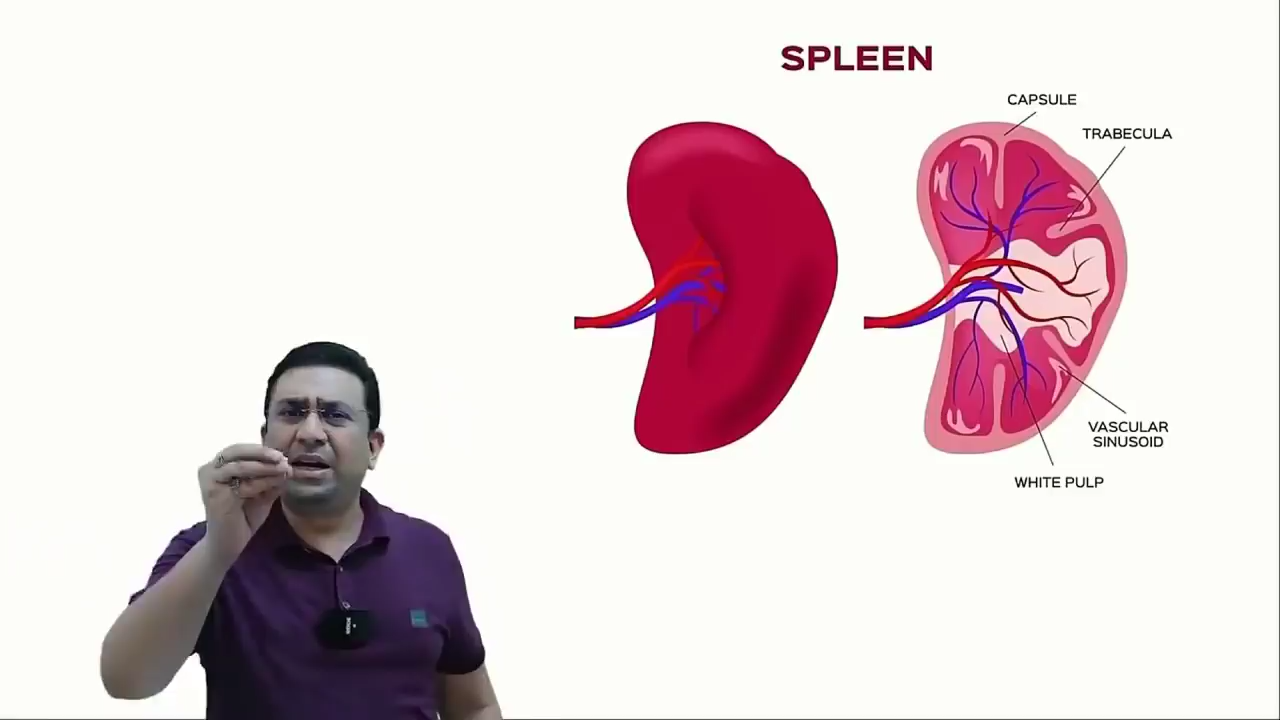 SPLEEN
CAPSULE
TRABECULA
VASCULAR
SINUSOID
WHITE PULP